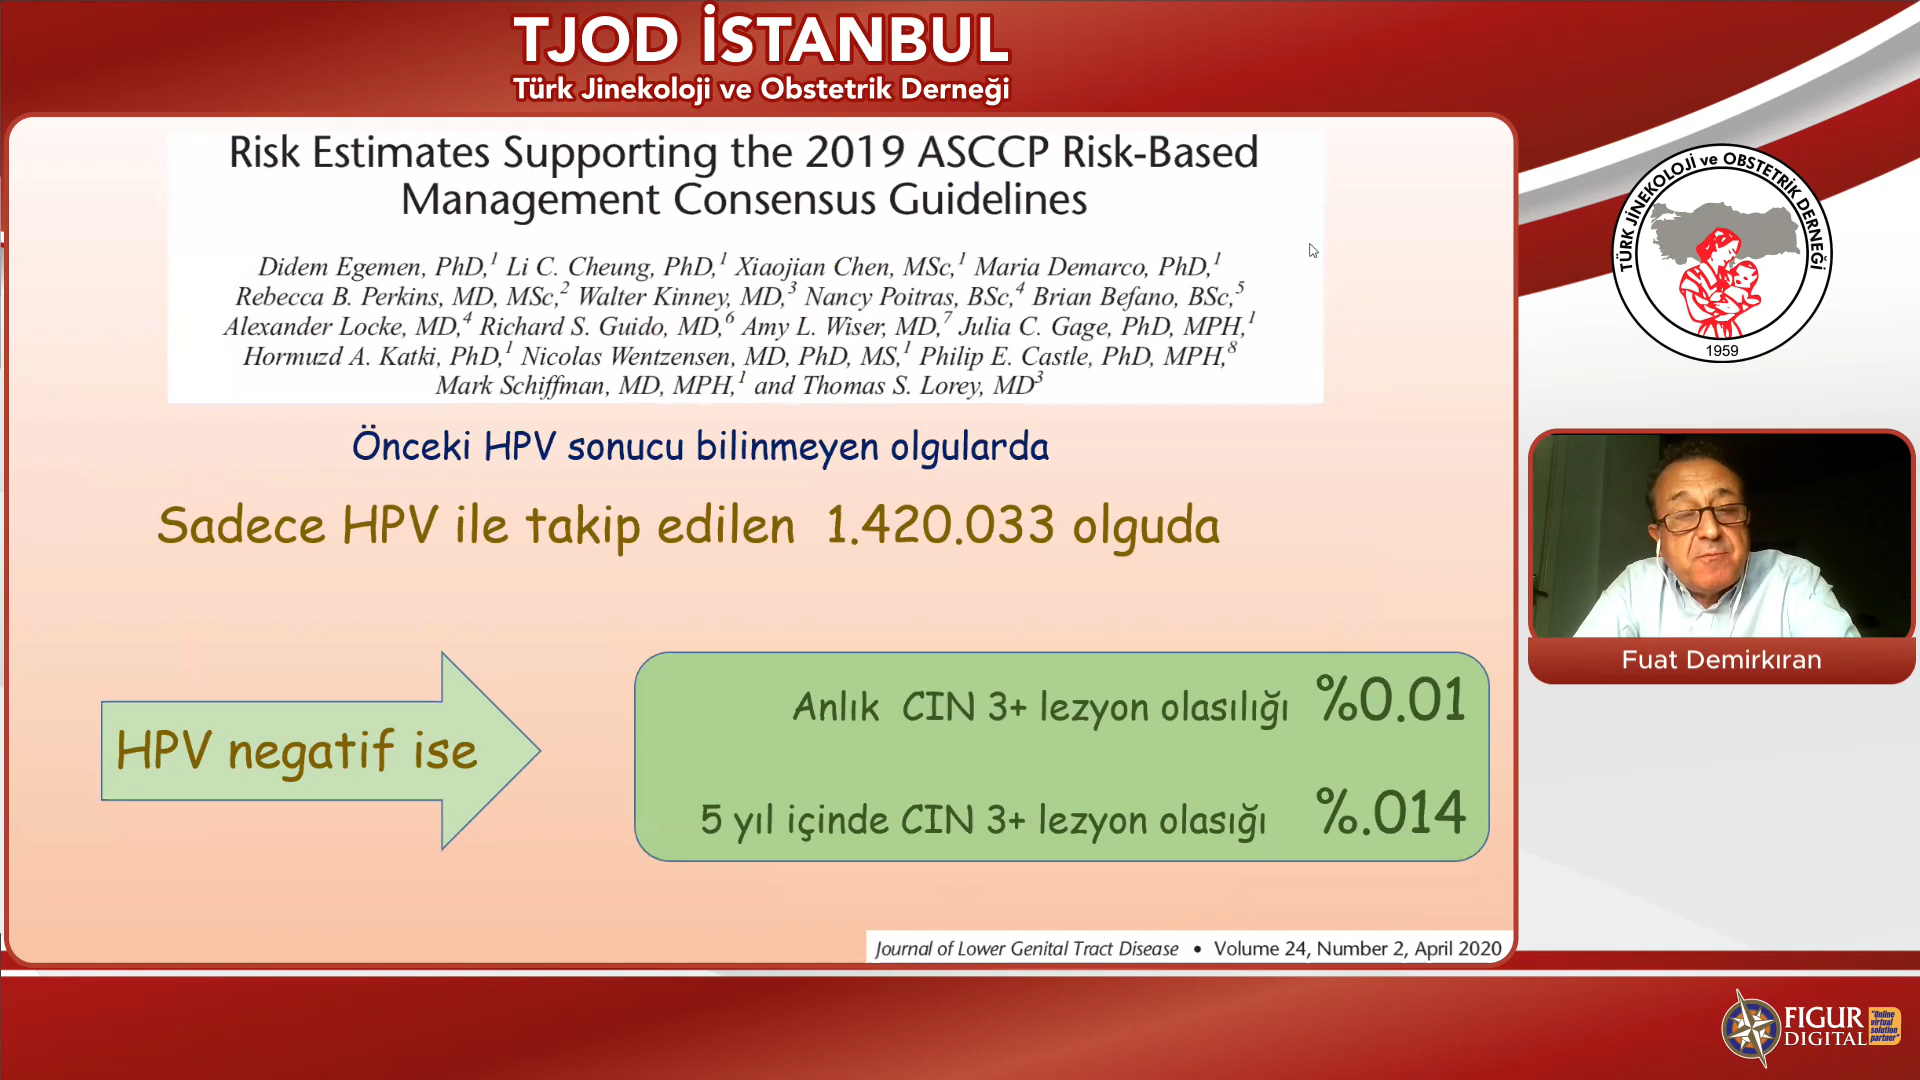 TJOD İSTANBUL
Türk Jinekoloji ve Obstetrik Derneği
Risk Estimates Supporting the 2019 ASCCP Risk-Based
Management Consensus Guidelines
Didem Egemen, PhD,1 Li C. Cheung, PhD,1 Xiaojian Chen, MSc,1 Maria Demarco, PhD,1
Rebecca B. Perkins, MD, MSc,2 Walter Kinney, MD,3 Nancy Poitras, BSc,4 Brian Befano, BSc,5
Alexander Locke, MD,4 Richard S. Guido, MD,6 Amy L. Wiser, MD,7 Julia C. Gage, PhD, MPH,1
Hormuzd A. Katki, PhD,1 Nicolas Wentzensen, MD, PhD, MS,1 Philip E. Castle, PhD, MPH,8
Mark Schiffman, MD, MPH,1 and Thomas S. Lorey, MD3
Önceki HPV sonucu bilinmeyen olgularda
Sadece HPV ile takip edilen 1.420.033 olguda
HPV negatif ise
Anlık CIN 3+ lezyon olasılığı %0.01
5 yıl içinde CIN 3+ lezyon olasığı %.014
Journal of Lower Genital Tract Disease • Volume 24, Number 2, April 2020
TÜRK JİNEKOLOJİ ve OBSTETRİK DERNEĞİ
1959
Fuat Demirkıran
FIGUR
DIGITAL
"Online
virtual
solution
partner"